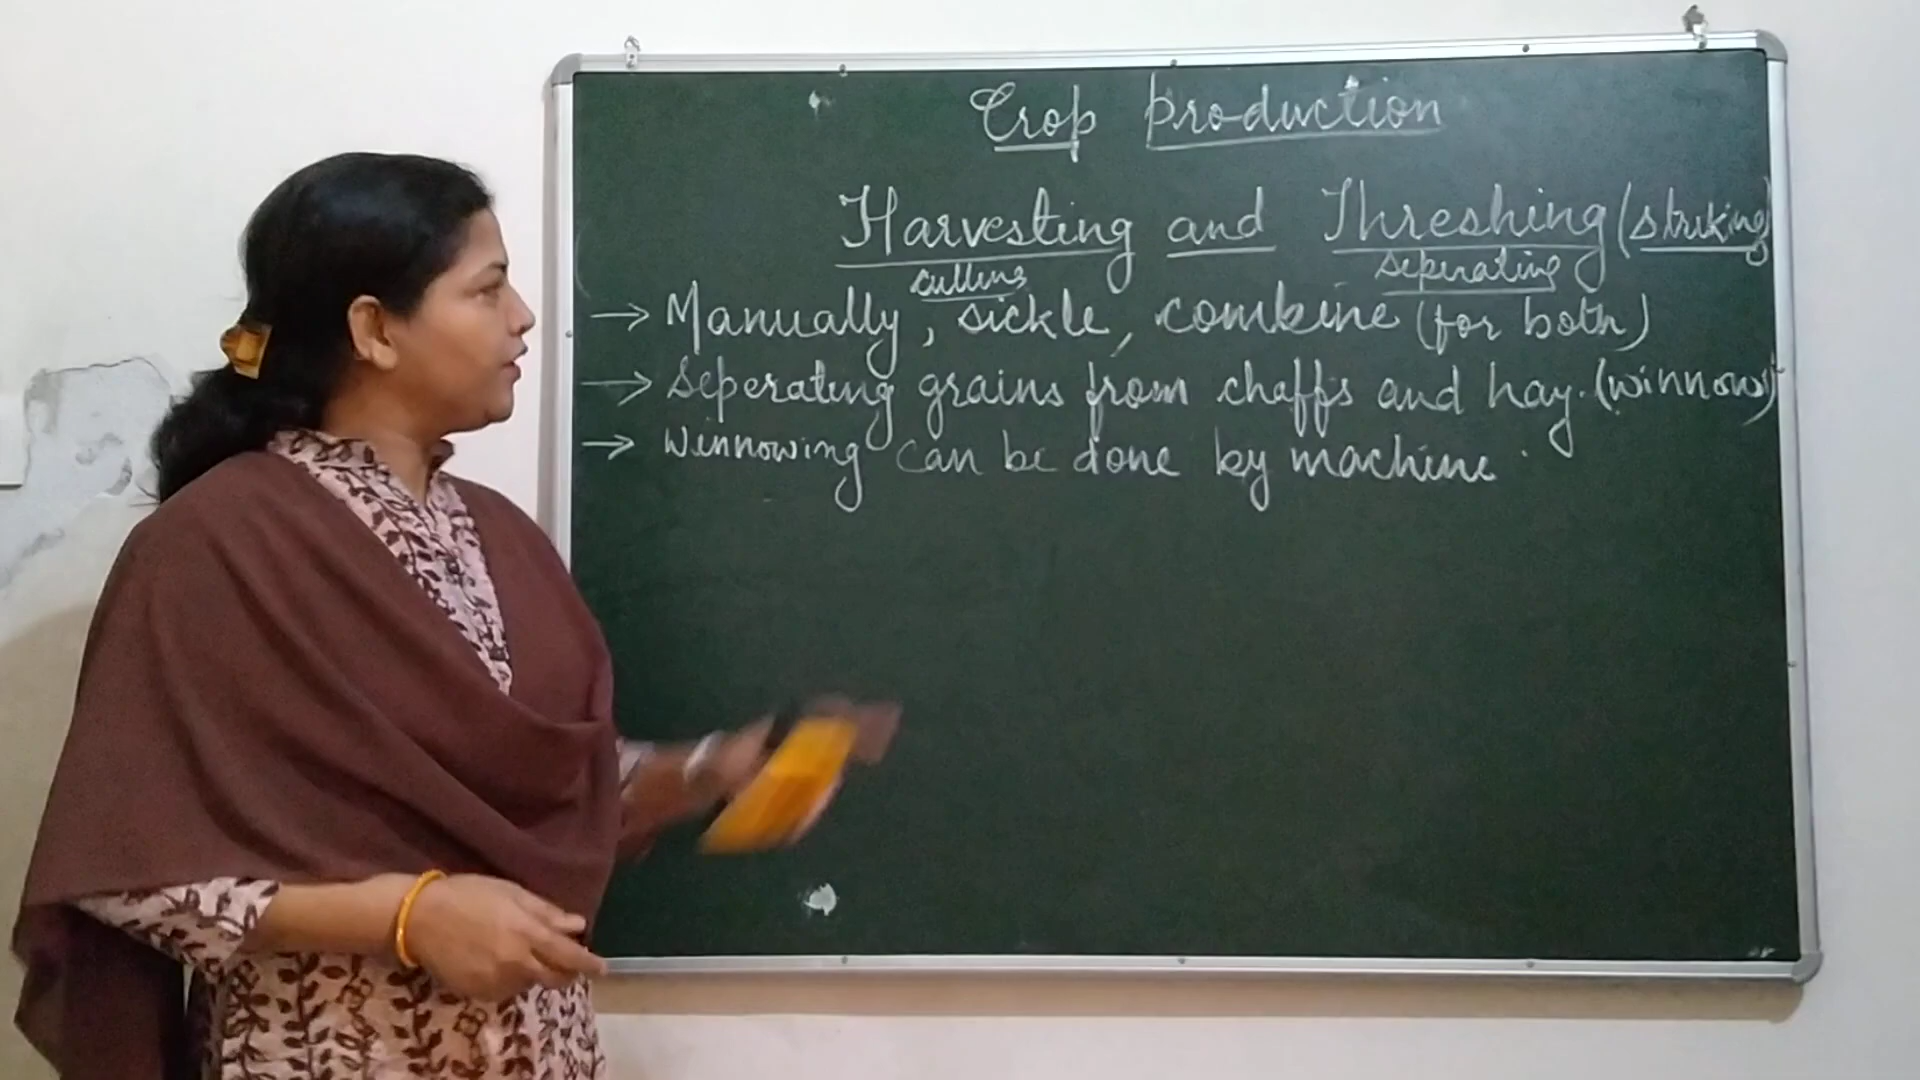 Crop production
Harvesting and Threshing (striking)
cutting seperating
→ Manually, sickle, combine (for both)
→ Seperating grains from chaffs and hay. (winnow)
→ Winnowing can be done by machine.